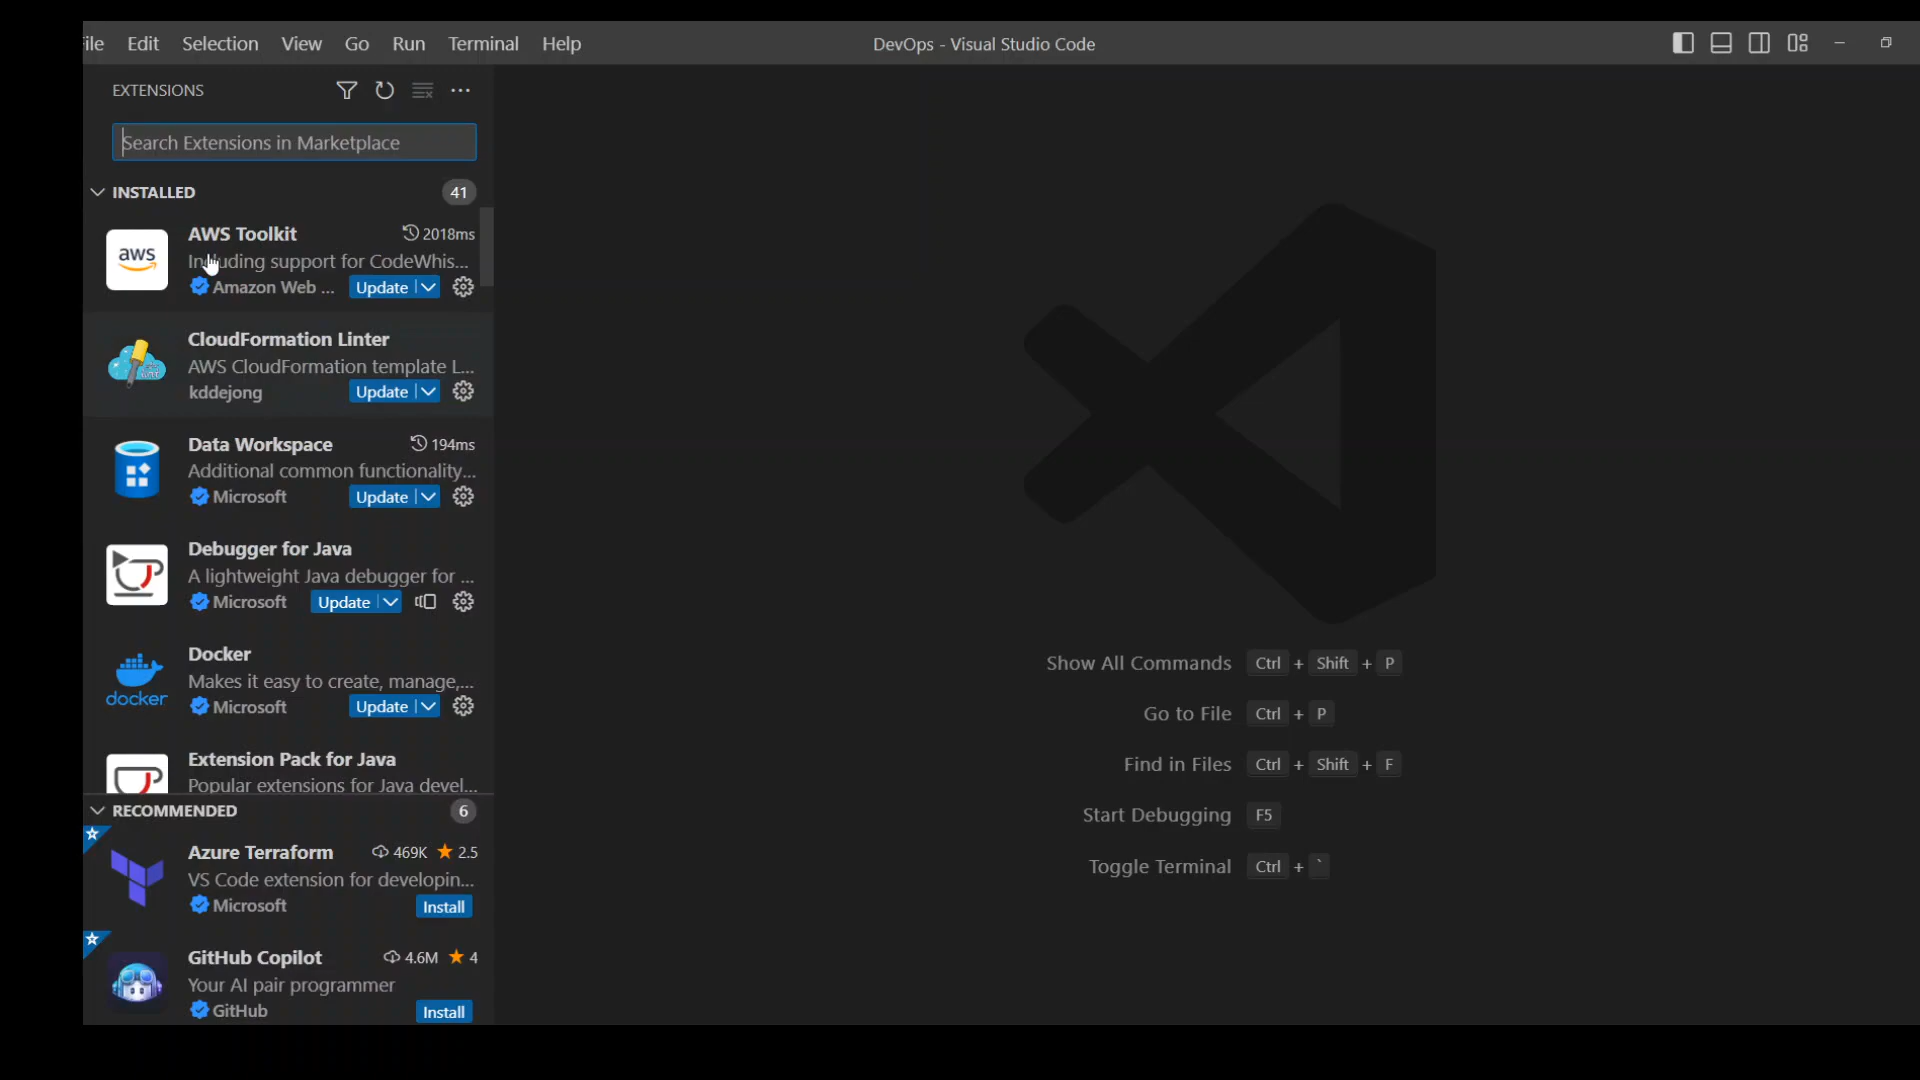 ile Edit Selection View Go Run Terminal Help
DevOps - Visual Studio Code
EXTENSIONS
Search Extensions in Marketplace
INSTALLED 41
aws
AWS Toolkit 2018ms
Including support for CodeWhis...
Amazon Web ... Update
CloudFormation Linter
AWS CloudFormation template L...
kddejong Update
Data Workspace 194ms
Additional common functionality...
Microsoft Update
Debugger for Java
A lightweight Java debugger for ...
Microsoft Update
docker
Docker
Makes it easy to create, manage,...
Microsoft Update
Extension Pack for Java
Popular extensions for Java devel...
RECOMMENDED 6
Azure Terraform 469K 2.5
VS Code extension for developin...
Microsoft Install
GitHub Copilot 4.6M 4
Your AI pair programmer
GitHub Install
Show All Commands Ctrl + Shift + P
Go to File Ctrl + P
Find in Files Ctrl + Shift + F
Start Debugging F5
Toggle Terminal Ctrl + `